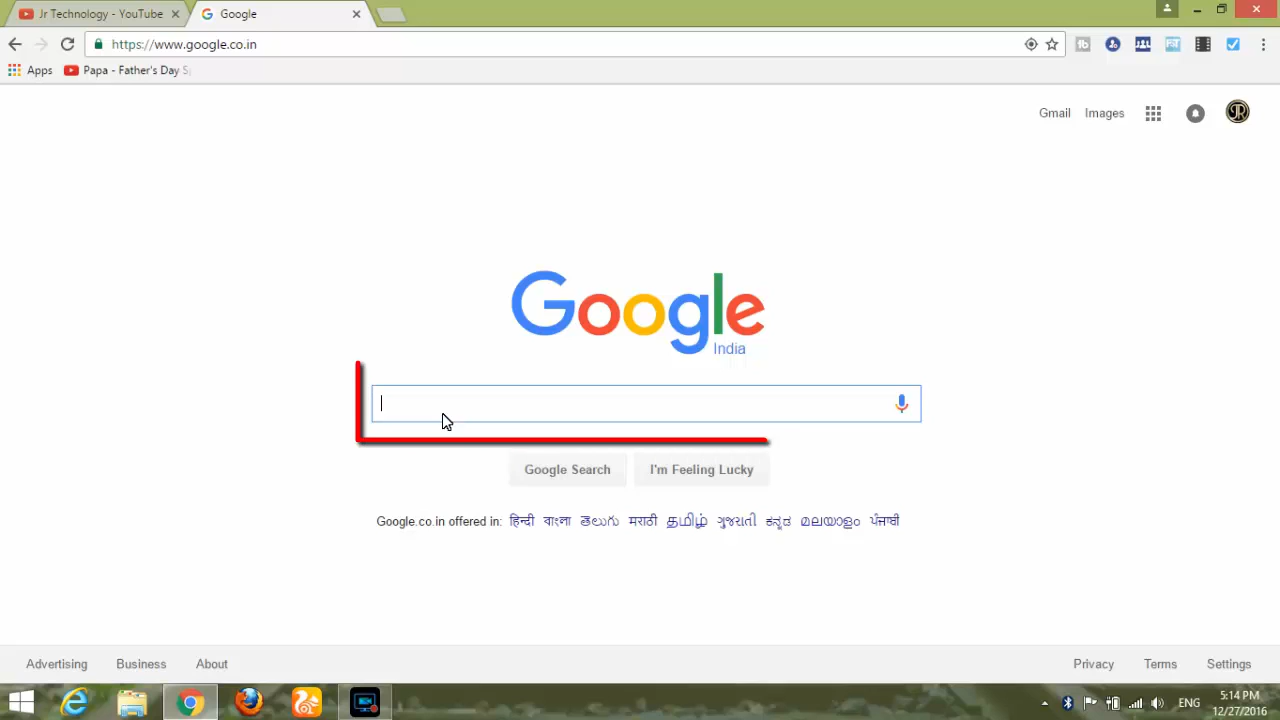 Jr Technology - YouTube
Google
https://www.google.co.in
Apps
Papa - Father's Day S
Gmail
Images
JR
Google
India
Google Search
I'm Feeling Lucky
Google.co.in offered in: हिन्दी বাংলা తెలుగు मराठी தமிழ் ગુજરાતી ಕನ್ನಡ മലയാളം ਪੰਜਾਬੀ
Advertising
Business
About
Privacy
Terms
Settings
ENG
5:14 PM
12/27/2016